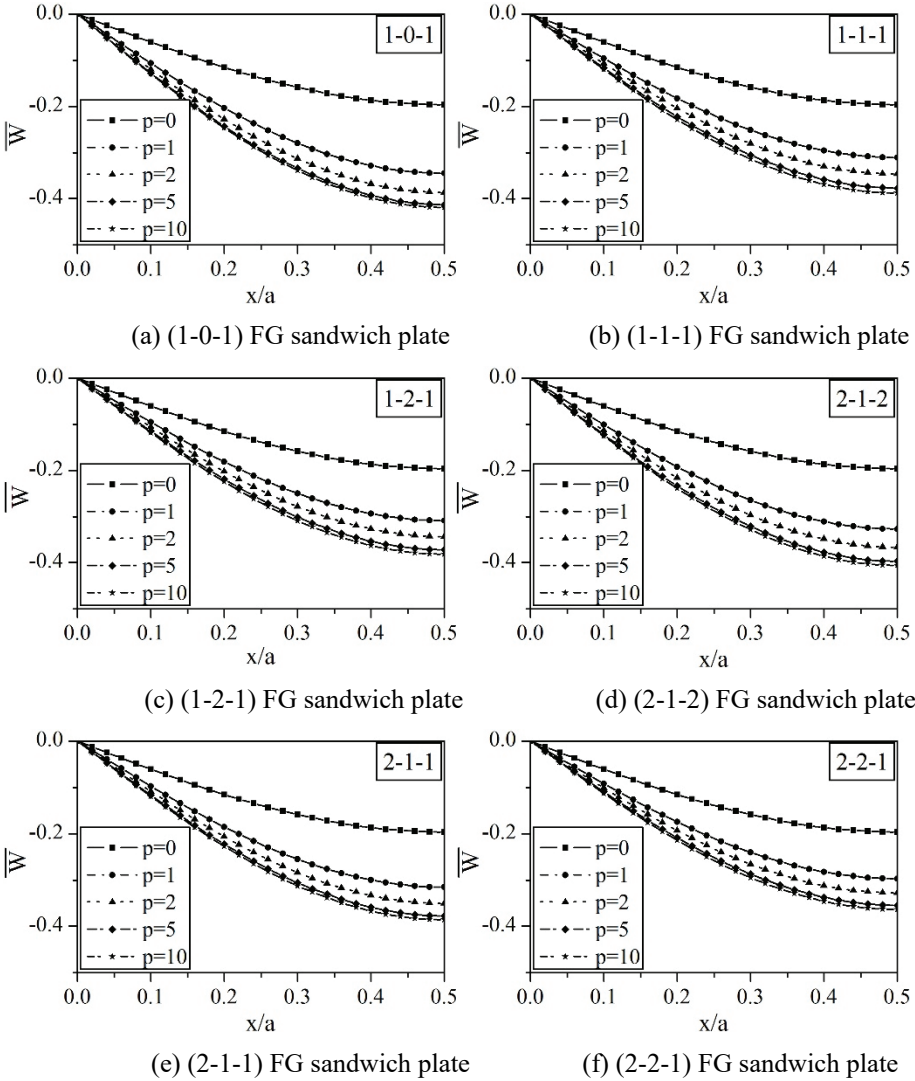 0.0
-0.2
-0.4
W
1-0-1
p=0
p=1
p=2
p=5
p=10
0.0 0.1 0.2 0.3 0.4 0.5
x/a
(a) (1-0-1) FG sandwich plate
0.0
-0.2
-0.4
W
1-1-1
p=0
p=1
p=2
p=5
p=10
0.0 0.1 0.2 0.3 0.4 0.5
x/a
(b) (1-1-1) FG sandwich plate
0.0
-0.2
-0.4
W
1-2-1
p=0
p=1
p=2
p=5
p=10
0.0 0.1 0.2 0.3 0.4 0.5
x/a
(c) (1-2-1) FG sandwich plate
0.0
-0.2
-0.4
W
2-1-2
p=0
p=1
p=2
p=5
p=10
0.0 0.1 0.2 0.3 0.4 0.5
x/a
(d) (2-1-2) FG sandwich plate
0.0
-0.2
-0.4
W
2-1-1
p=0
p=1
p=2
p=5
p=10
0.0 0.1 0.2 0.3 0.4 0.5
x/a
(e) (2-1-1) FG sandwich plate
0.0
-0.2
-0.4
W
2-2-1
p=0
p=1
p=2
p=5
p=10
0.0 0.1 0.2 0.3 0.4 0.5
x/a
(f) (2-2-1) FG sandwich plate